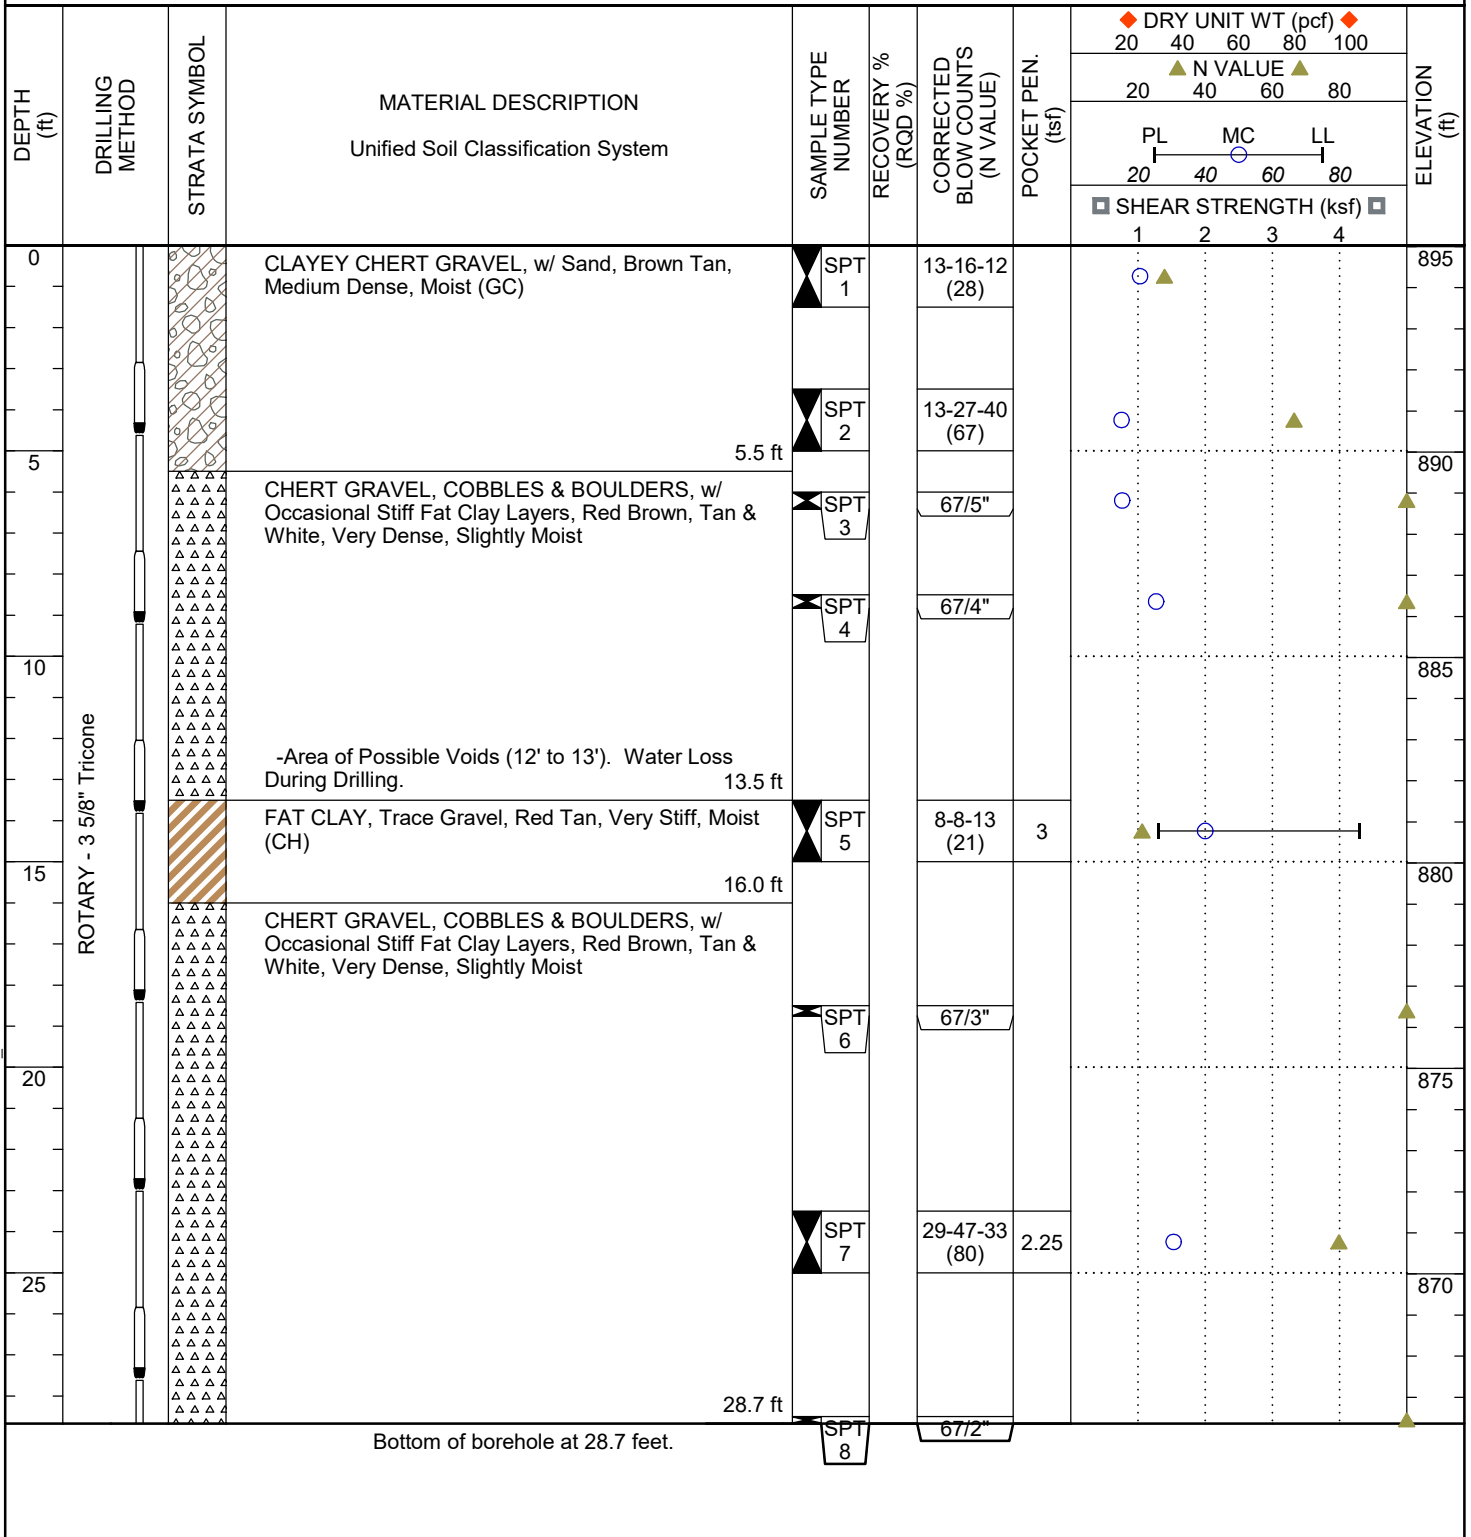 DEPTH
(ft)
DRILLING
METHOD
STRATA SYMBOL
MATERIAL DESCRIPTION
Unified Soil Classification System
SAMPLE TYPE
NUMBER
RECOVERY %
(RQD %)
CORRECTED
BLOW COUNTS
(N VALUE)
POCKET PEN.
(tsf)
DRY UNIT WT (pcf)
20 40 60 80 100
N VALUE
20 40 60 80
PL MC LL
20 40 60 80
SHEAR STRENGTH (ksf)
1 2 3 4
ELEVATION
(ft)
0
5
10
15
20
25
ROTARY - 3 5/8" Tricone
CLAYEY CHERT GRAVEL, w/ Sand, Brown Tan,
Medium Dense, Moist (GC)
5.5 ft
CHERT GRAVEL, COBBLES & BOULDERS, w/
Occasional Stiff Fat Clay Layers, Red Brown, Tan &
White, Very Dense, Slightly Moist
-Area of Possible Voids (12' to 13'). Water Loss
During Drilling.
13.5 ft
FAT CLAY, Trace Gravel, Red Tan, Very Stiff, Moist
(CH)
16.0 ft
CHERT GRAVEL, COBBLES & BOULDERS, w/
Occasional Stiff Fat Clay Layers, Red Brown, Tan &
White, Very Dense, Slightly Moist
28.7 ft
SPT
1
13-16-12
(28)
SPT
2
13-27-40
(67)
SPT
3
67/5"
SPT
4
67/4"
SPT
5
8-8-13
(21)
3
SPT
6
67/3"
SPT
7
29-47-33
(80)
2.25
SPT
8
67/2"
895
890
885
880
875
870
Bottom of borehole at 28.7 feet.